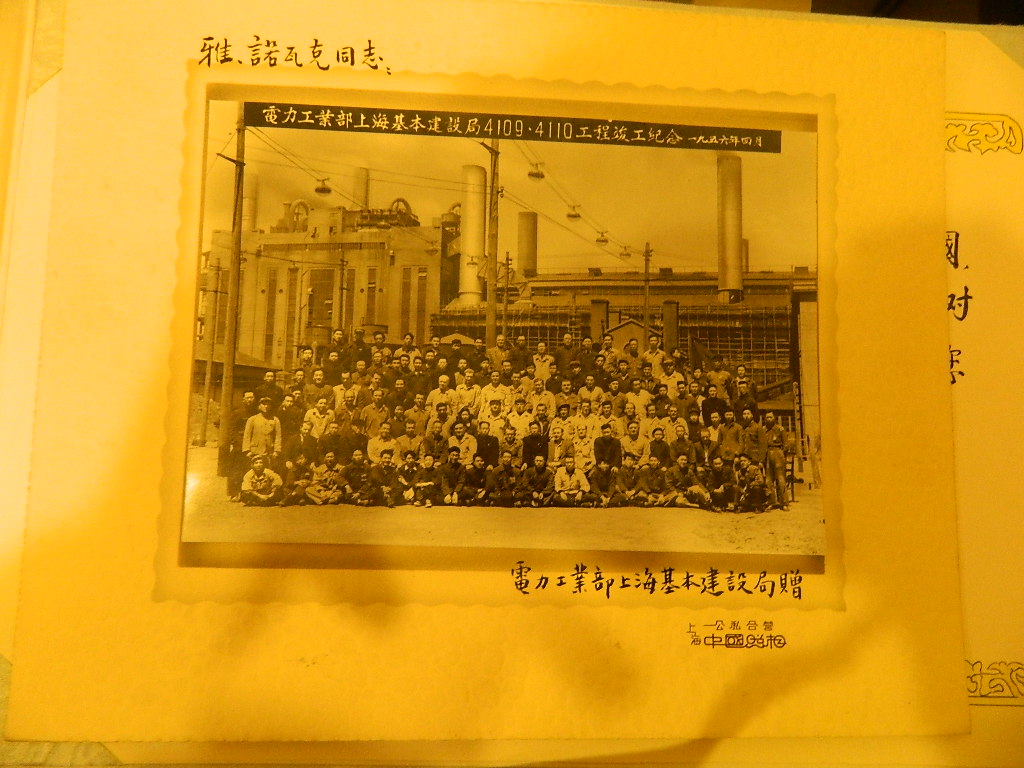 雅、諾瓦克同志：
電力工業部上海基本建設局4109·4110工程竣工紀念 一九五六年四月
電力工業部上海基本建設局贈
公私合營
上海 中國照相
國、
对
您